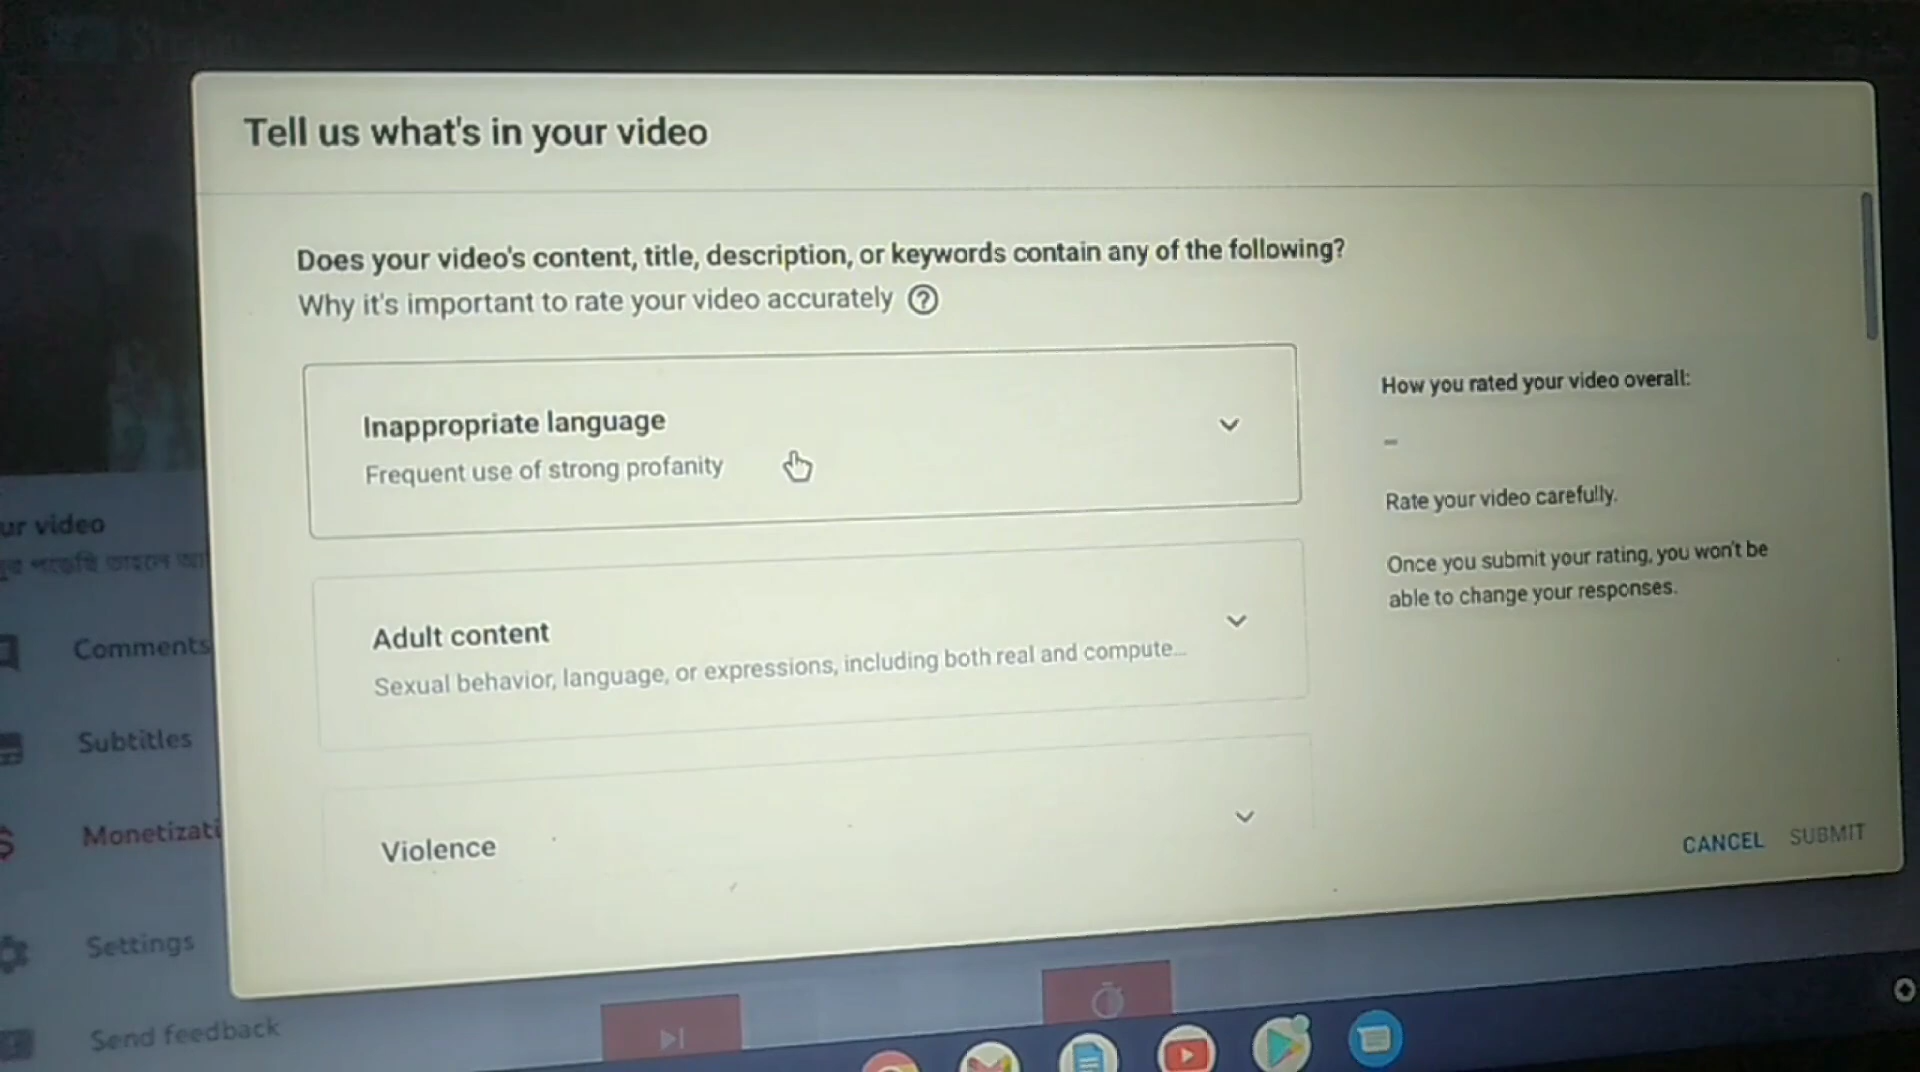 Tell us what's in your video
Does your video's content, title, description, or keywords contain any of the following?
Why it's important to rate your video accurately
Inappropriate language
Frequent use of strong profanity
Adult content
Sexual behavior, language, or expressions, including both real and compute...
Violence
How you rated your video overall:
–
Rate your video carefully.
Once you submit your rating, you won't be
able to change your responses.
CANCEL SUBMIT
ur video
Comments
Subtitles
Monetizati
Settings
Send feedback